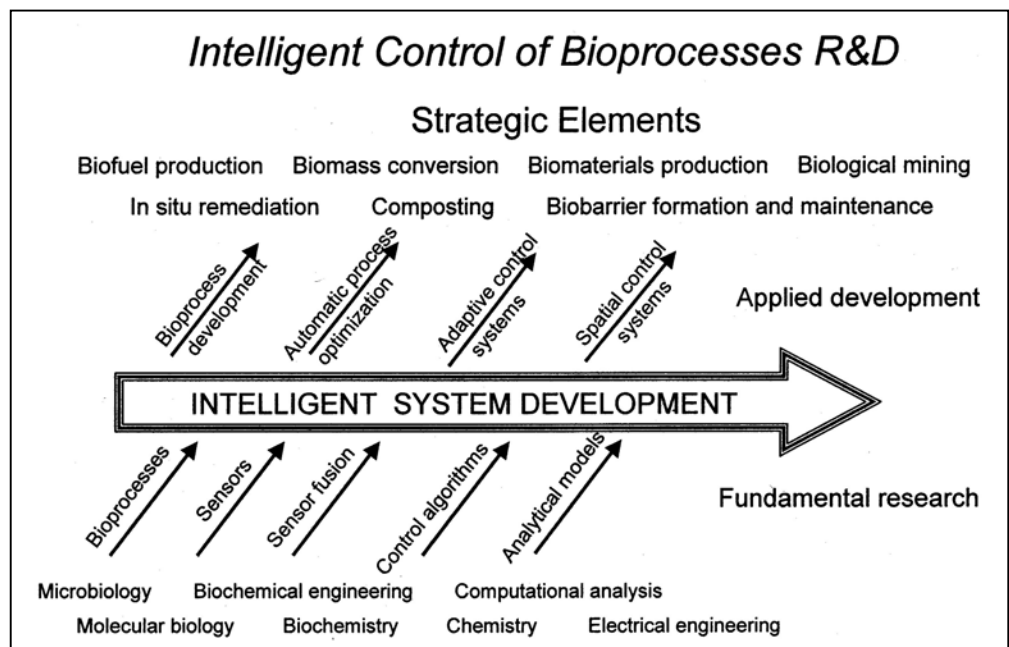 Intelligent Control of Bioprocesses R&D
Strategic Elements
Biofuel production Biomass conversion Biomaterials production Biological mining
In situ remediation Composting Biobarrier formation and maintenance
Bioprocess
development
Automatic process
optimization
Adaptive control
systems
Spatial control
systems
Applied development
INTELLIGENT SYSTEM DEVELOPMENT
Bioprocesses
Sensors
Sensor fusion
Control algorithms
Analytical models
Fundamental research
Microbiology Biochemical engineering Computational analysis
Molecular biology Biochemistry Chemistry Electrical engineering